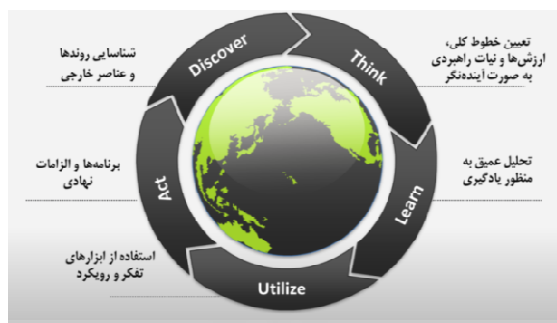 شناسایی روندها
و عناصر خارجی
Discover
Think
تعیین خطوط کلی،
ارزش‌ها و نیات راهبردی
به صورت آینده‌نگر
برنامه‌ها و الزامات
نهادی
Act
Learn
تحلیل عمیق به
منظور یادگیری
استفاده از ابزارهای
تفکر و رویکرد
Utilize